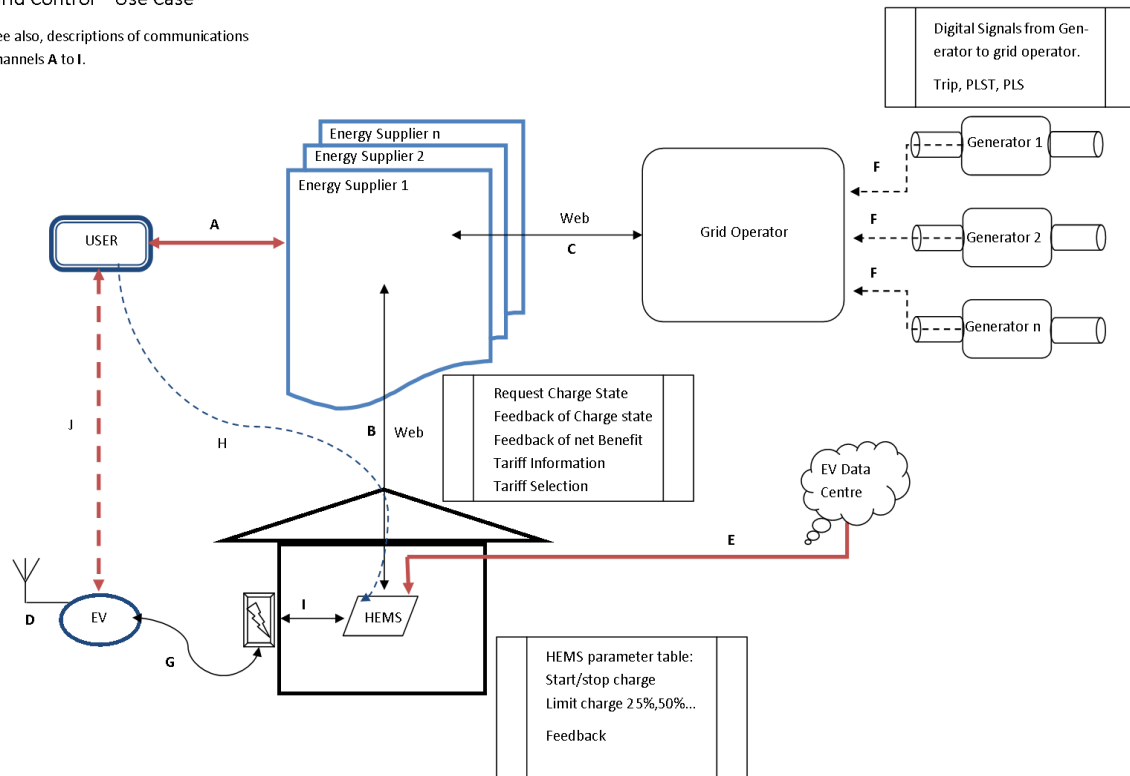 Control
Use Case
see also, descriptions of communications
channels A to I.
Digital Signals from Gen-
erator to grid operator.
Trip, PLST, PLS
Energy Supplier n
Energy Supplier 2
Energy Supplier 1
Generator 1
F
USER
A
Web
C
Grid Operator
F
Generator 2
F
Generator n
Request Charge State
Feedback of Charge state
Feedback of net Benefit
Tariff Information
Tariff Selection
J
H
B
Web
EV Data
Centre
E
D
EV
I
HEMS
G
HEMS parameter table:
Start/stop charge
Limit charge 25%,50%...
Feedback